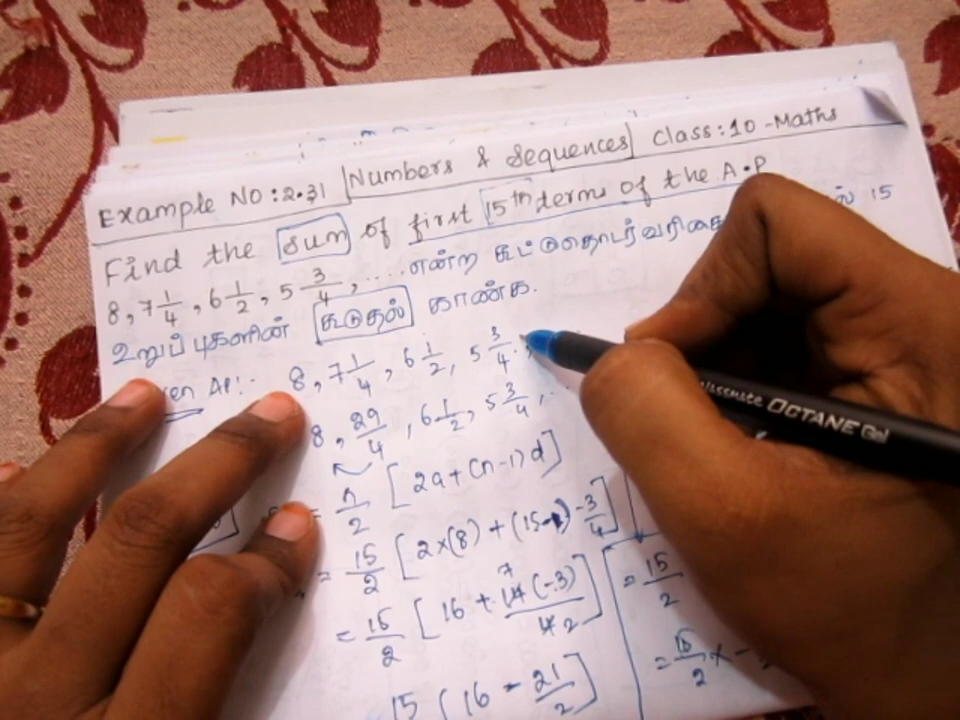 Example NO : 2.31 Numbers & Sequences Class : 10 - Maths
Find the sum of first 15th terms of the A.P
8, 7 1/4, 6 1/2, 5 3/4, .... என்ற கூட்டுதொடர்வரிசை 15
உறுப்புகளின் கூடுதல் காண்க.
AP :- 8, 7 1/4, 6 1/2, 5 3/4 . ,
8, 29/4, 6 1/2, 5 3/4, .
= n/2 [2a + (n-1) d]
= 15/2 [2×(8) + (15-1) -3/4]
= 15/2 [16 + 14 7 (-3) / 4 2]
15 [16 - 21/2]
= 15/2
= 15/2 × -
classmate OCTANE Gel